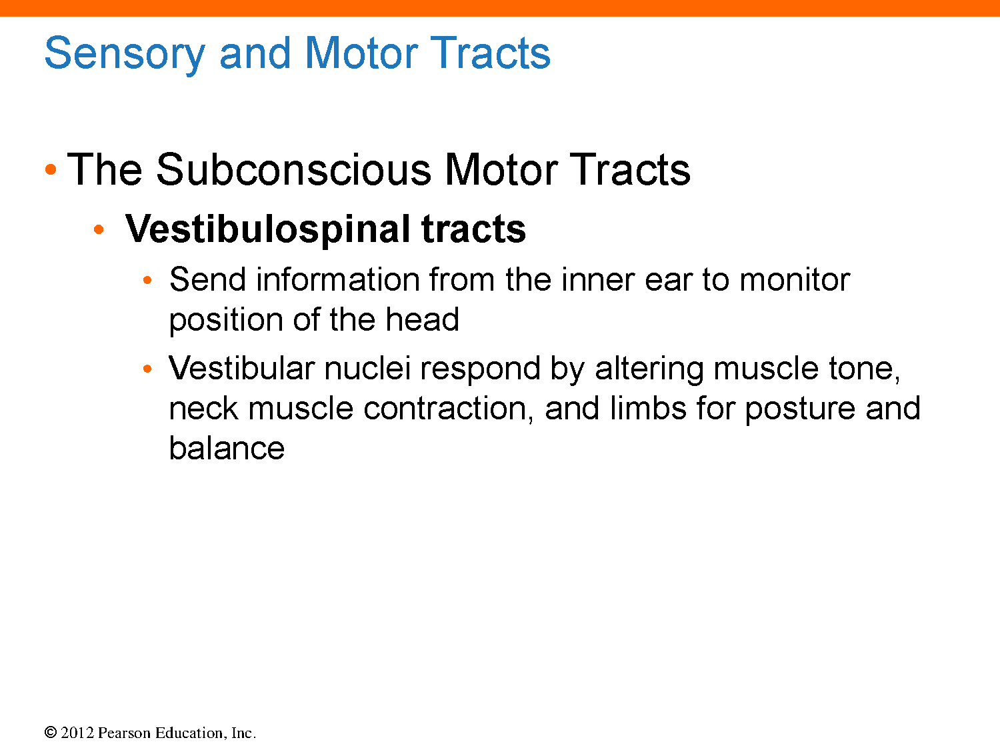 Sensory and Motor Tracts
• The Subconscious Motor Tracts
• Vestibulospinal tracts
• Send information from the inner ear to monitor
position of the head
• Vestibular nuclei respond by altering muscle tone,
neck muscle contraction, and limbs for posture and
balance
© 2012 Pearson Education, Inc.